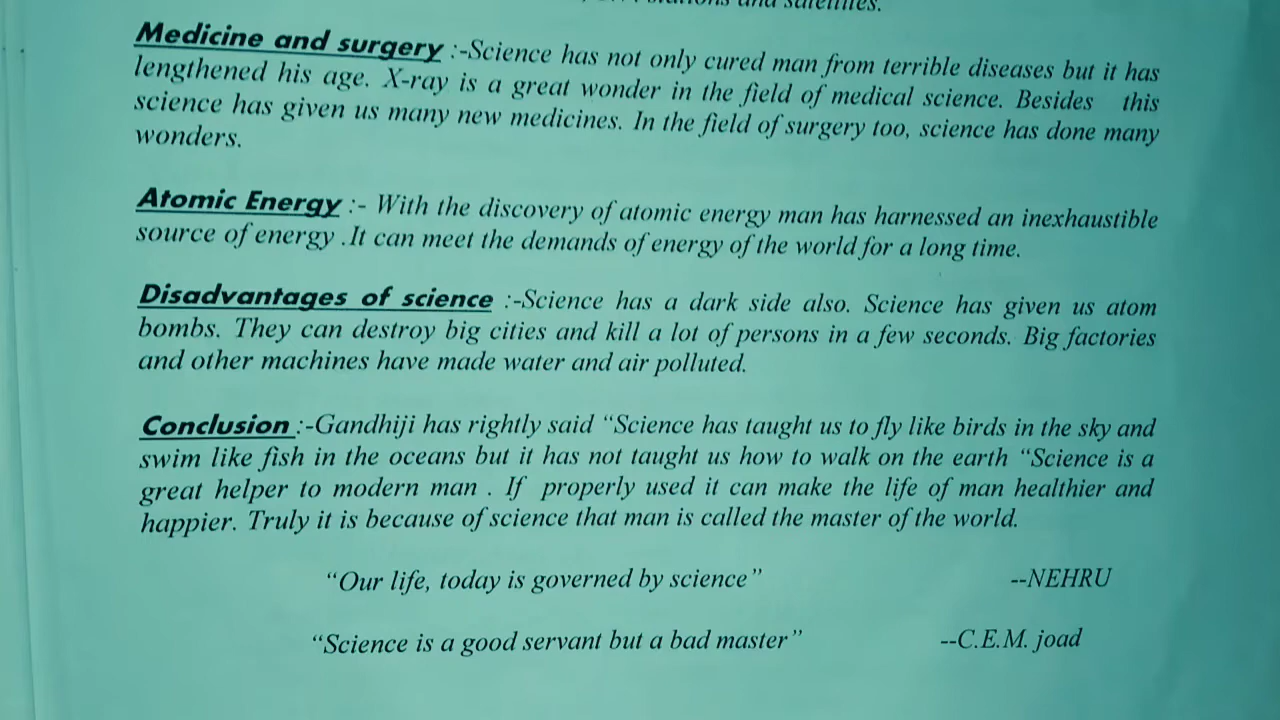 and satellites.
Medicine and surgery :-Science has not only cured man from terrible diseases but it has
lengthened his age. X-ray is a great wonder in the field of medical science. Besides this
science has given us many new medicines. In the field of surgery too, science has done many
wonders.
Atomic Energy :- With the discovery of atomic energy man has harnessed an inexhaustible
source of energy .It can meet the demands of energy of the world for a long time.
Disadvantages of science :-Science has a dark side also. Science has given us atom
bombs. They can destroy big cities and kill a lot of persons in a few seconds. Big factories
and other machines have made water and air polluted.
Conclusion :-Gandhiji has rightly said “Science has taught us to fly like birds in the sky and
swim like fish in the oceans but it has not taught us how to walk on the earth “Science is a
great helper to modern man . If properly used it can make the life of man healthier and
happier. Truly it is because of science that man is called the master of the world.
“Our life, today is governed by science” --NEHRU
“Science is a good servant but a bad master” --C.E.M. joad